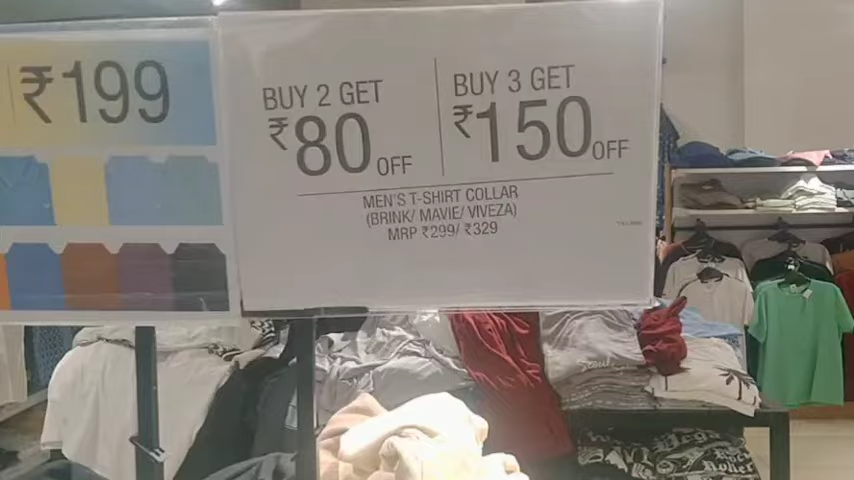 ₹199
BUY 2 GET
₹80 OFF
BUY 3 GET
₹150 OFF
MEN'S T-SHIRT COLLAR
(BRINK/ MAVIE/ VIVEZA)
MRP ₹299/ ₹329